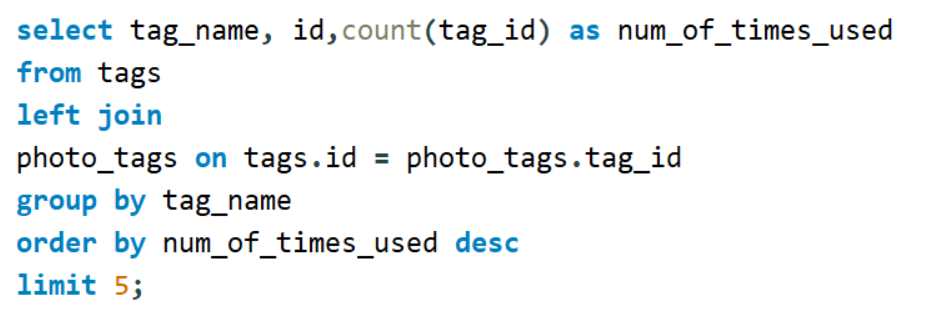 select tag_name, id,count(tag_id) as num_of_times_used
from tags
left join
photo_tags on tags.id = photo_tags.tag_id
group by tag_name
order by num_of_times_used desc
limit 5;